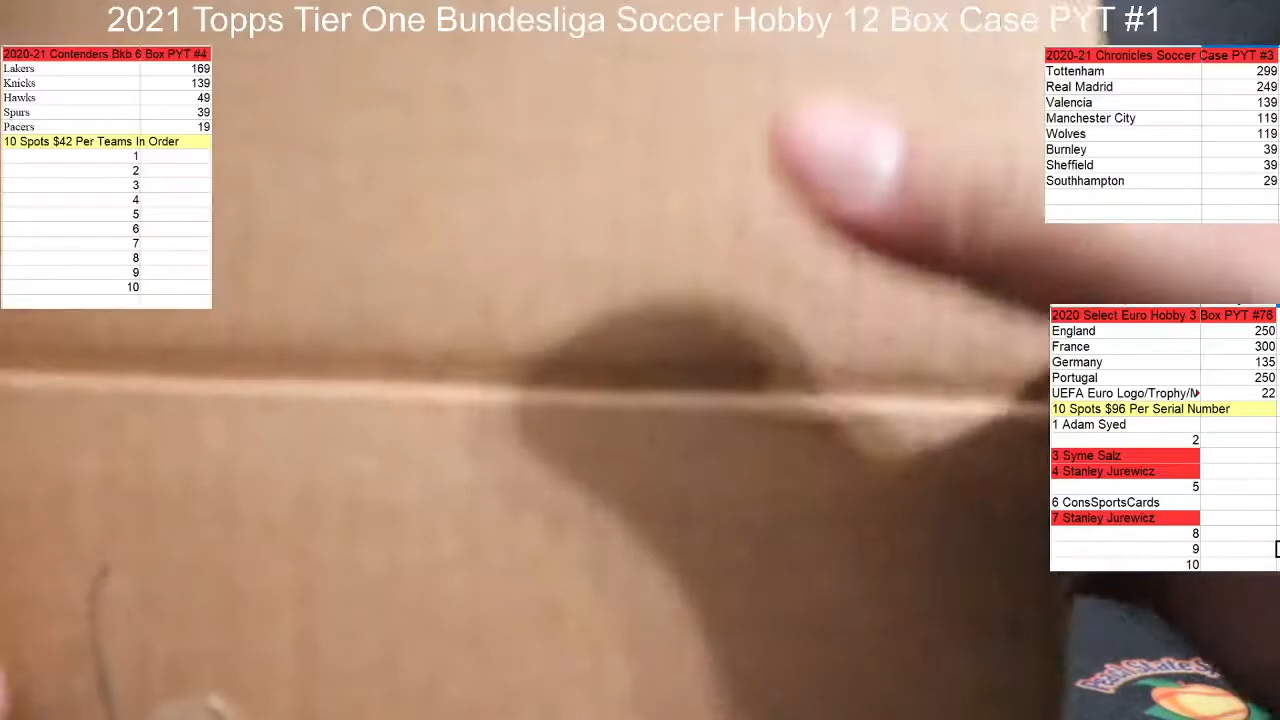 2021 Topps Tier One Bundesliga Soccer Hobby 12 Box Case PYT #1
2020-21 Contenders Bkb 6 Box PYT #4
Lakers 169
Knicks 139
Hawks 49
Spurs 39
Pacers 19
10 Spots $42 Per Teams In Order
1
2
3
4
5
6
7
8
9
10
2020-21 Chronicles Soccer Case PYT #3
Tottenham 299
Real Madrid 249
Valencia 139
Manchester City 119
Wolves 119
Burnley 39
Sheffield 39
Southhampton 29
2020 Select Euro Hobby 3 Box PYT #76
England 250
France 300
Germany 135
Portugal 250
UEFA Euro Logo/Trophy/M 22
10 Spots $96 Per Serial Number
1 Adam Syed
2
3 Syme Salz
4 Stanley Jurewicz
5
6 ConsSportsCards
7 Stanley Jurewicz
8
9
10